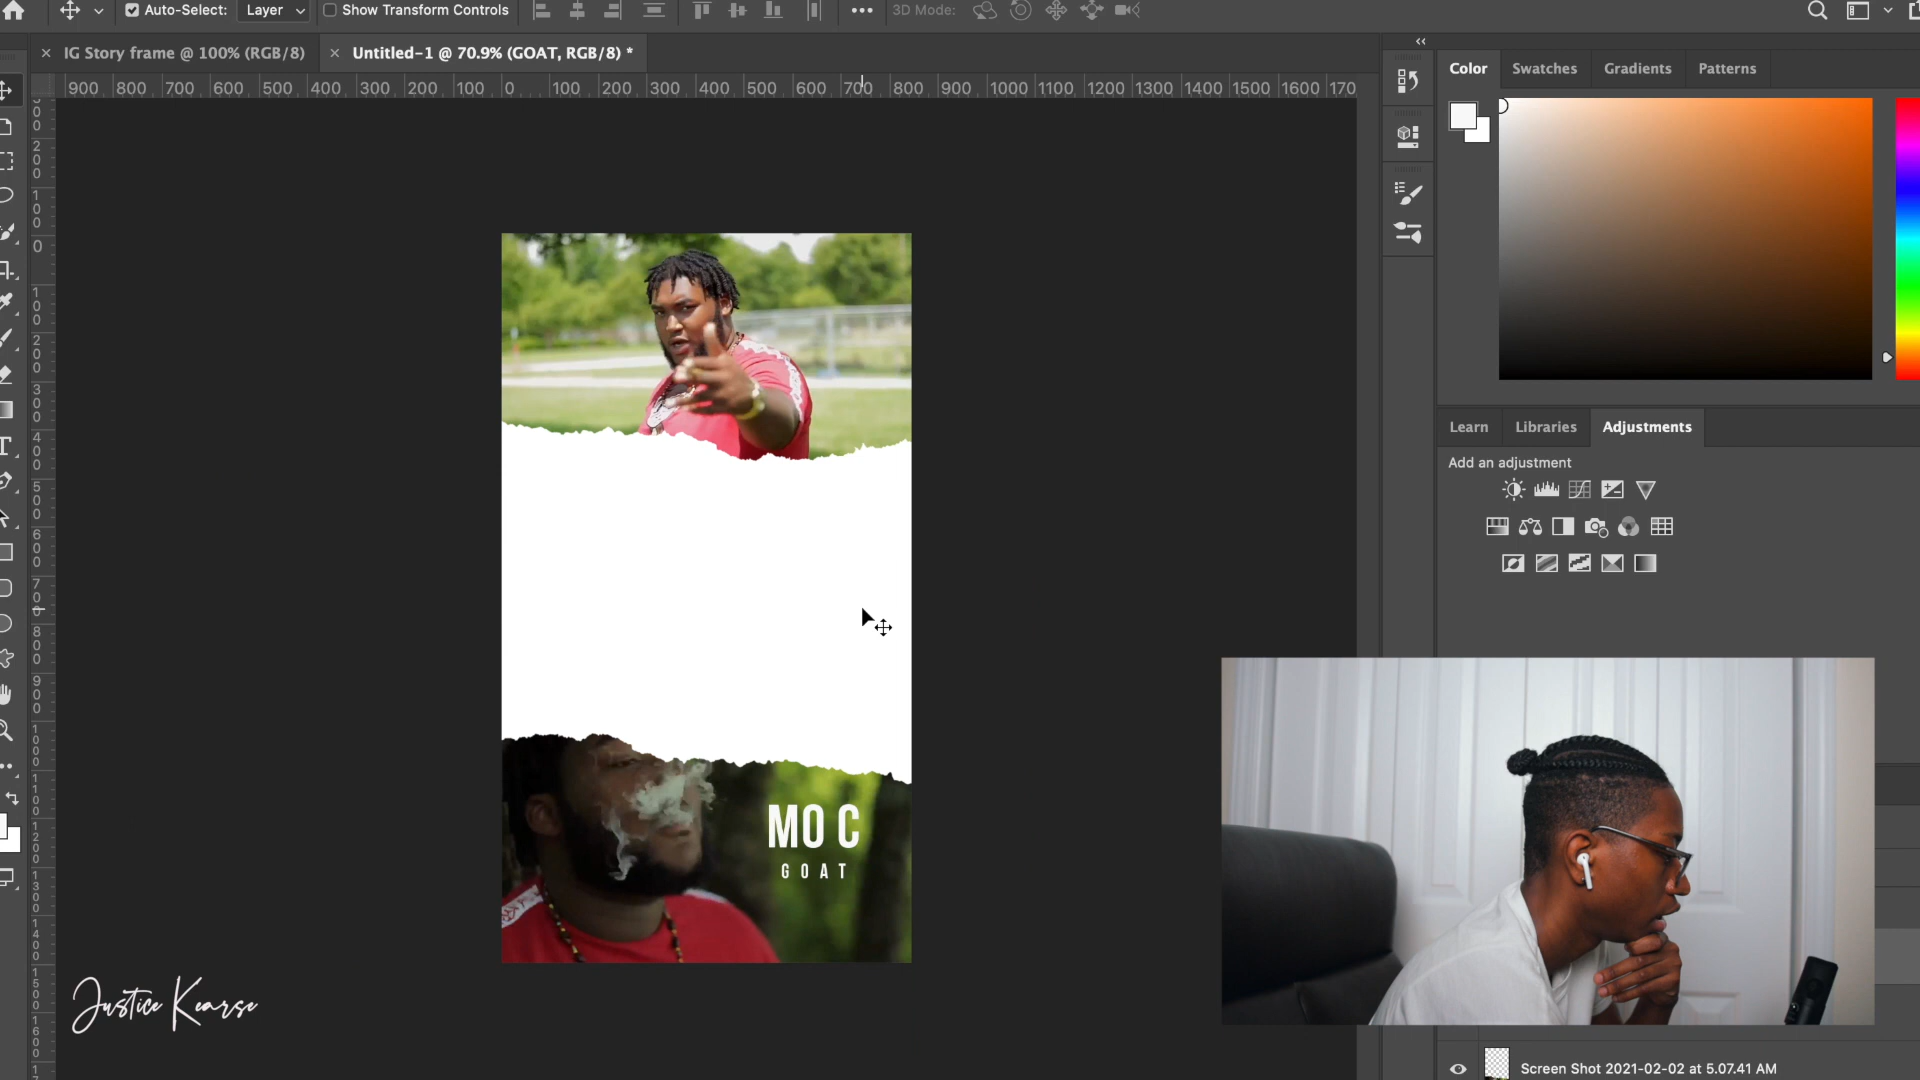 Auto-Select:
Layer
Show Transform Controls
3D Mode:
IG Story frame @ 100% (RGB/8)
Untitled-1 @ 70.9% (GOAT, RGB/8) *
900 800 700 600 500 400 300 200 100 0 100 200 300 400 500 600 700 800 900 1000 1100 1200 1300 1400 1500 1600 170
Color
Swatches
Gradients
Patterns
Learn
Libraries
Adjustments
Add an adjustment
MO C
GOAT
Justice Kearse
Screen Shot 2021-02-02 at 5.07.41 AM